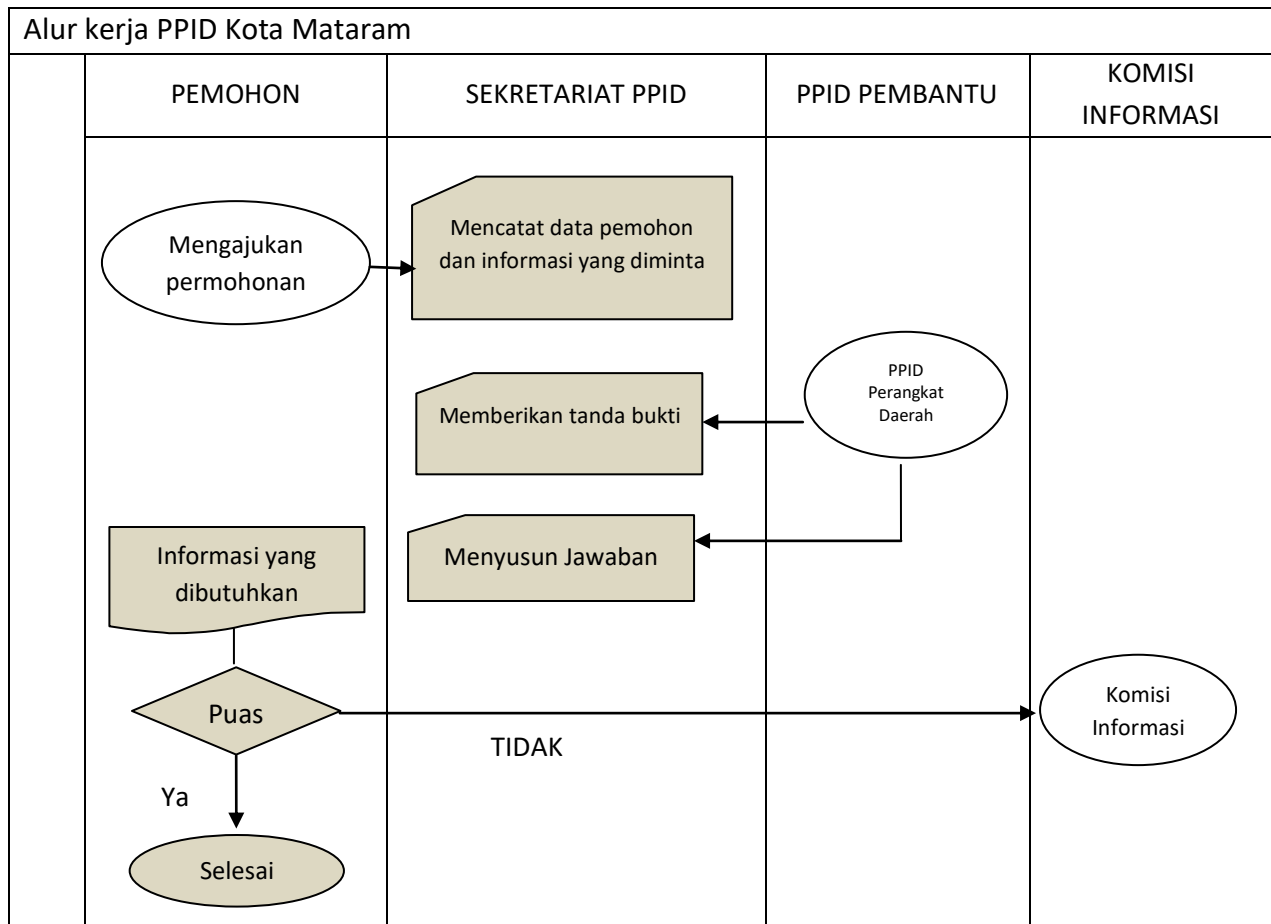 Alur kerja PPID Kota Mataram
PEMOHON
SEKRETARIAT PPID
PPID PEMBANTU
KOMISI
INFORMASI
Mengajukan
permohonan
Mencatat data pemohon
dan informasi yang diminta
PPID
Perangkat
Daerah
Memberikan tanda bukti
Informasi yang
dibutuhkan
Menyusun Jawaban
Puas
TIDAK
Komisi
Informasi
Ya
Selesai